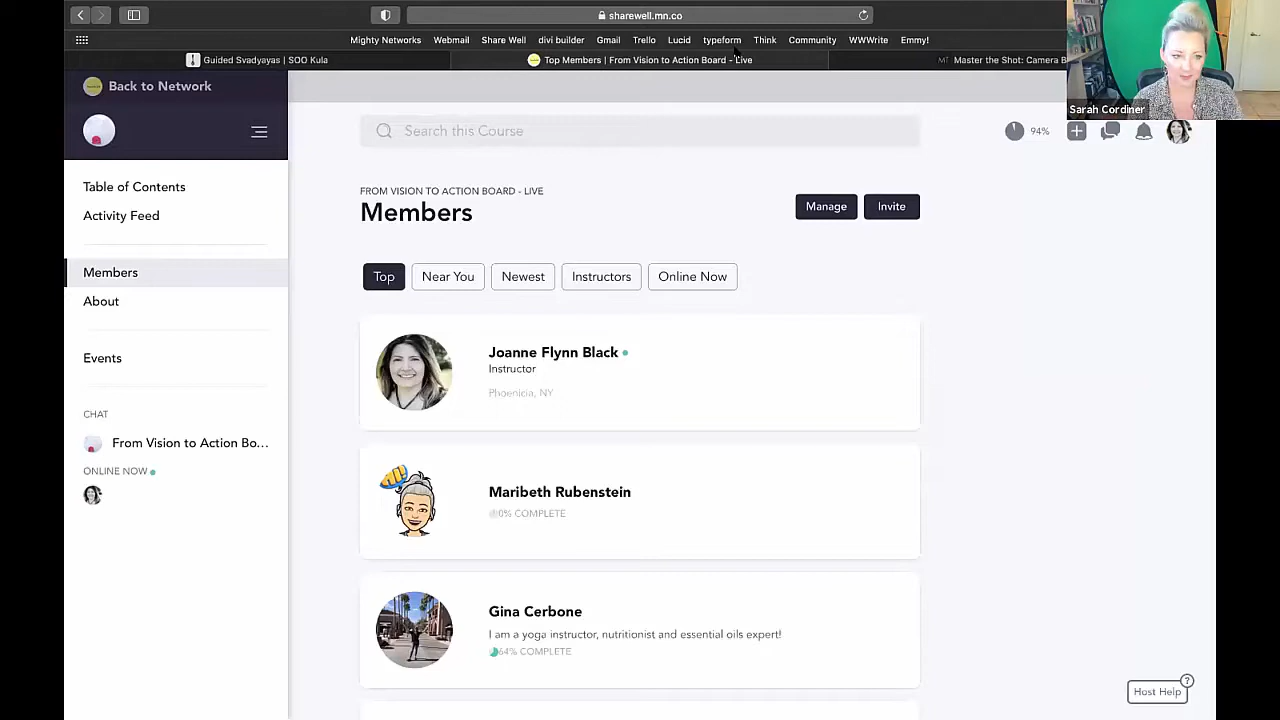 sharewell.mn.co
Mighty Networks Webmail Share Well divi builder Gmail Trello Lucid typeform Think Community WWWrite Emmy!
Guided Svadyayas | SOO Kula
Top Members | From Vision to Action Board - Live
MT Master the Shot: Camera B
Sarah Cordiner
Back to Network
Search this Course
94%
Table of Contents
Activity Feed
Members
About
Events
CHAT
From Vision to Action Bo...
ONLINE NOW
FROM VISION TO ACTION BOARD - LIVE
Members
Manage
Invite
Top
Near You
Newest
Instructors
Online Now
Joanne Flynn Black
Instructor
Phoenicia, NY
Maribeth Rubenstein
0% COMPLETE
Gina Cerbone
I am a yoga instructor, nutritionist and essential oils expert!
64% COMPLETE
Host Help
?